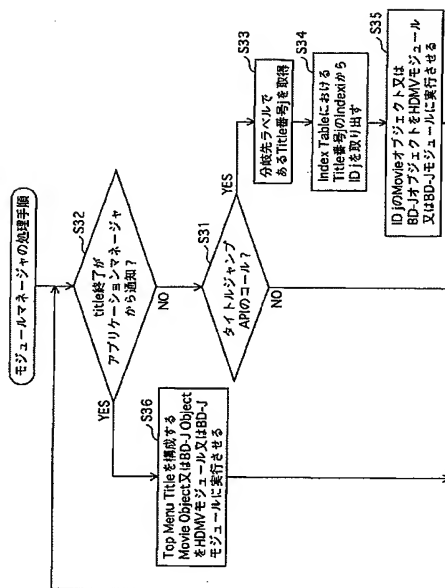 モジュールマネージャの処理手順
S32
title終了が
アプリケーションマネージャ
から通知？
YES
NO
S36
Top Menu Titleを構成する
Movie Object又はBD-J Object
をHDMVモジュール又はBD-J
モジュールに実行させる
S31
タイトルジャンプ
APIのコール？
YES
NO
S33
分岐先ラベルで
あるTitle番号jを取得
S34
Index Tableにおける
Title番号jのIndexiから
ID jを取り出す
S35
ID jのMovieオブジェクト又は
BD-JオブジェクトをHDMVモジュール
又はBD-Jモジュールに実行させる